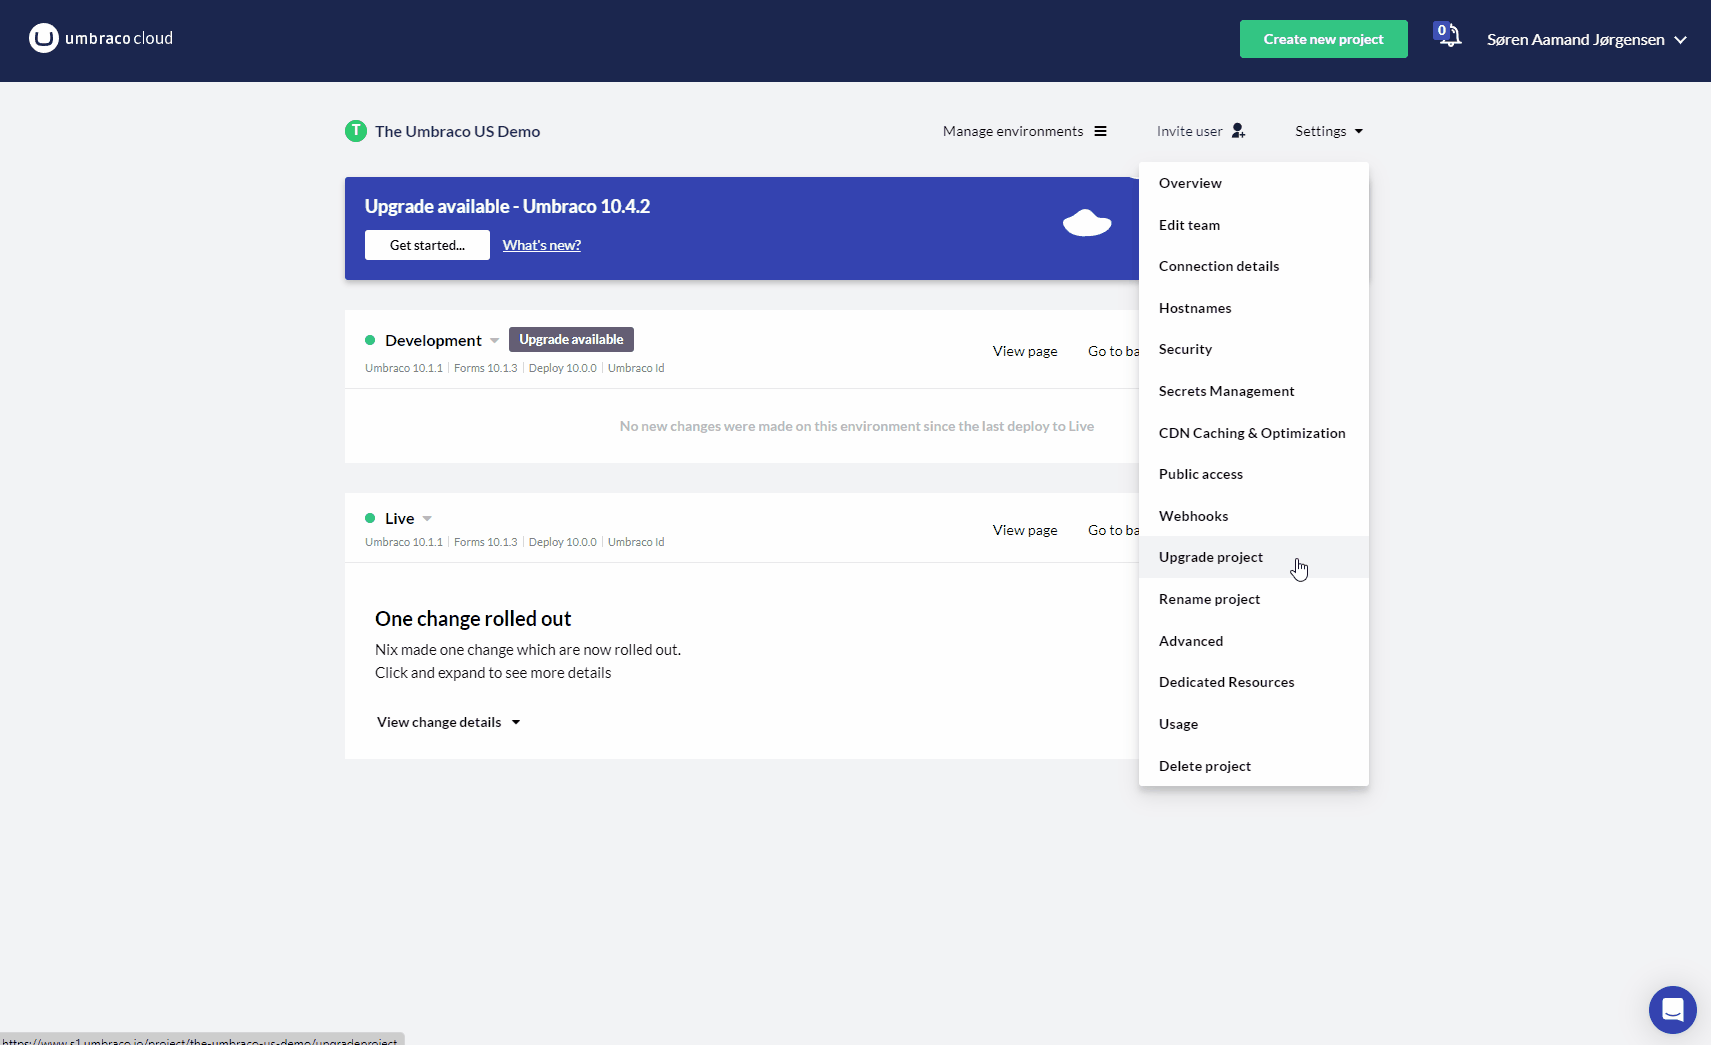 umbraco cloud
Create new project
0
Søren Aamand Jørgensen
T The Umbraco US Demo
Manage environments
Invite user
Settings
Upgrade available - Umbraco 10.4.2
Get started...
What's new?
Development
Upgrade available
Umbraco 10.1.1 | Forms 10.1.3 | Deploy 10.0.0 | Umbraco Id
View page
Go to ba
No new changes were made on this environment since the last deploy to Live
Live
Umbraco 10.1.1 | Forms 10.1.3 | Deploy 10.0.0 | Umbraco Id
View page
Go to ba
One change rolled out
Nix made one change which are now rolled out.
Click and expand to see more details
View change details
Overview
Edit team
Connection details
Hostnames
Security
Secrets Management
CDN Caching & Optimization
Public access
Webhooks
Upgrade project
Rename project
Advanced
Dedicated Resources
Usage
Delete project
https://www.s1.umbraco.io/project/the-umbraco-us-demo/upgradeproject